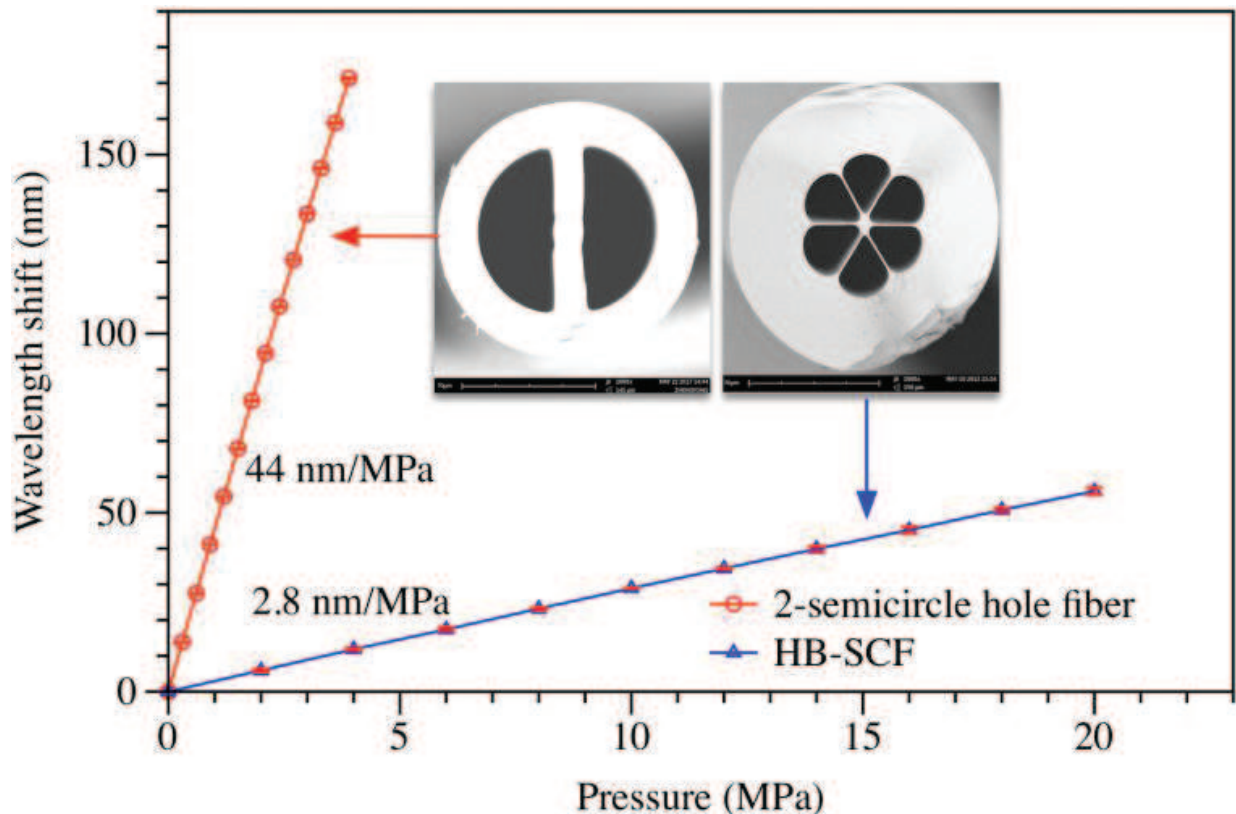 150
100
50
0
0
5
10
15
20
Wavelength shift (nm)
Pressure (MPa)
44 nm/MPa
2.8 nm/MPa
2-semicircle hole fiber
HB-SCF